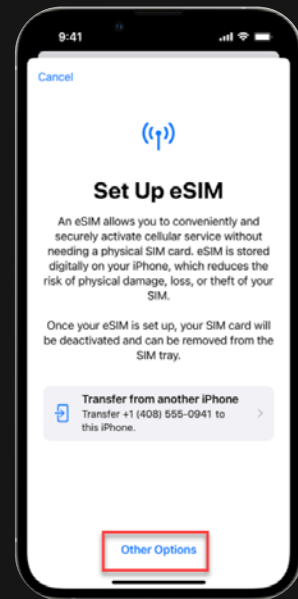 9:41
Cancel
Set Up eSIM
An eSIM allows you to conveniently and
securely activate cellular service without
needing a physical SIM card. eSIM is stored
digitally on your iPhone, which reduces the
risk of physical damage, loss, or theft of your
SIM.
Once your eSIM is set up, your SIM card will
be deactivated and can be removed from the
SIM tray.
Transfer from another iPhone
Transfer +1 (408) 555-0941 to
this iPhone.
Other Options